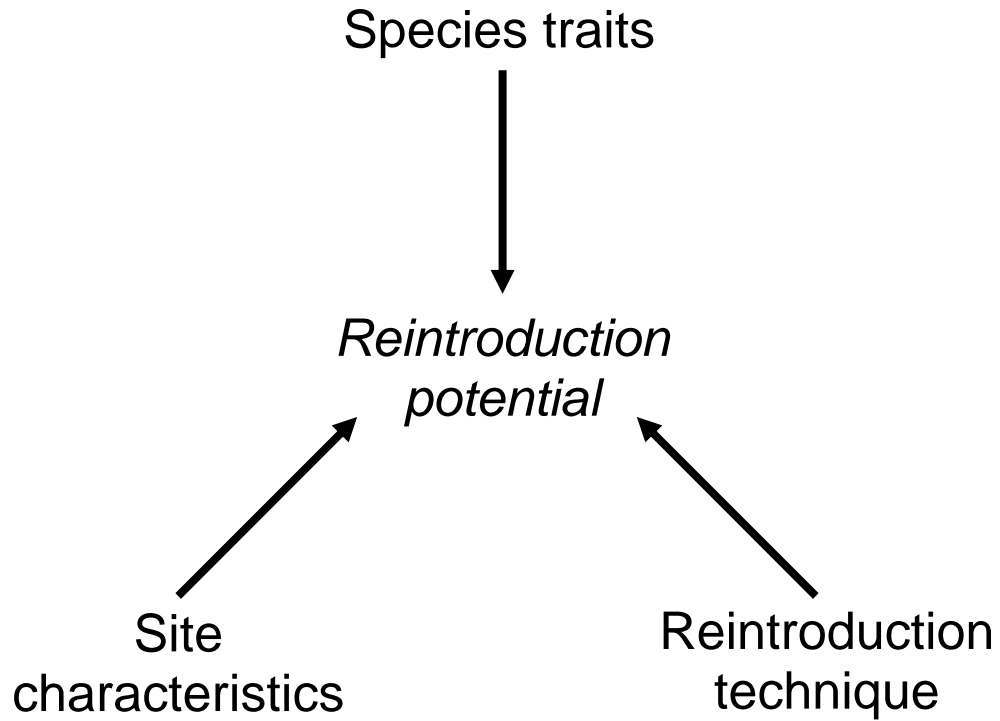 Species traits
Reintroduction
potential
Site
characteristics
Reintroduction
technique